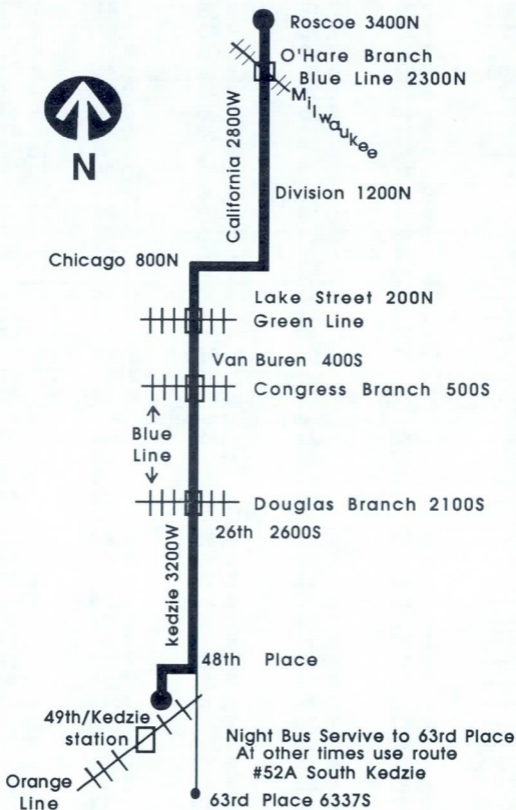 Roscoe 3400N
O'Hare Branch
Blue Line 2300N
Milwaukee
N
California 2800W
Division 1200N
Chicago 800N
Lake Street 200N
Green Line
Van Buren 400S
Congress Branch 500S
Blue
Line
Douglas Branch 2100S
26th 2600S
kedzie 3200W
48th Place
49th/Kedzie
station
Night Bus Servive to 63rd Place
At other times use route
#52A South Kedzie
Orange
Line
63rd Place 6337S